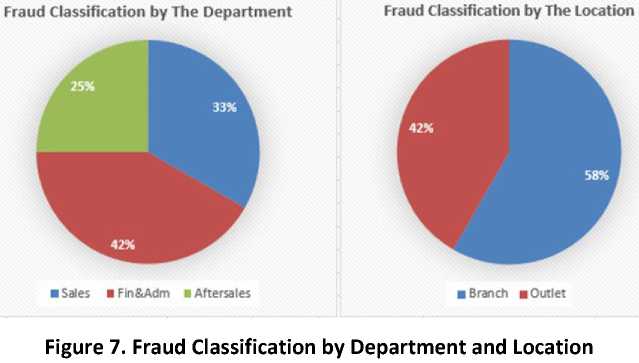 Fraud Classification by The Department
25%
33%
42%
Sales Fin&Adm Aftersales
Fraud Classification by The Location
42%
58%
Branch Outlet
Figure 7. Fraud Classification by Department and Location